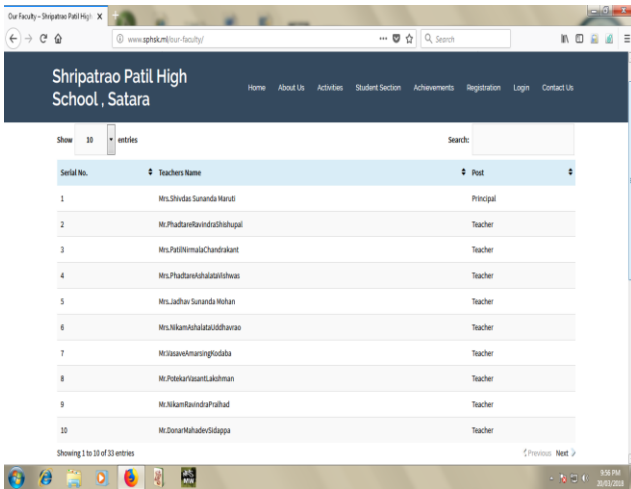 Our Faculty – Shripatrao Patil High X
www.sphsk.ml/our-faculty/ Search
Shripatrao Patil High
School , Satara
Home About Us Activities Student Section Achievements Registration Login Contact Us
Show 10 entries Search:
Serial No. Teachers Name Post
1 Mrs.Shivdas Sunanda Maruti Principal
2 Mr.PhadtareRavindraShishupal Teacher
3 Mrs.PatilNirmalaChandrakant Teacher
4 Mrs.PhadtareAshalataVishwas Teacher
5 Mrs.Jadhav Sunanda Mohan Teacher
6 Mrs.NikamAshalataUddhavrao Teacher
7 Mr.VasaveAmarsingKodaba Teacher
8 Mr.PotekarVasantLakshman Teacher
9 Mr.NikamRavindraPralhad Teacher
10 Mr.DonarMahadevSidappa Teacher
Showing 1 to 10 of 33 entries Previous Next
9:56 PM
20/03/2018